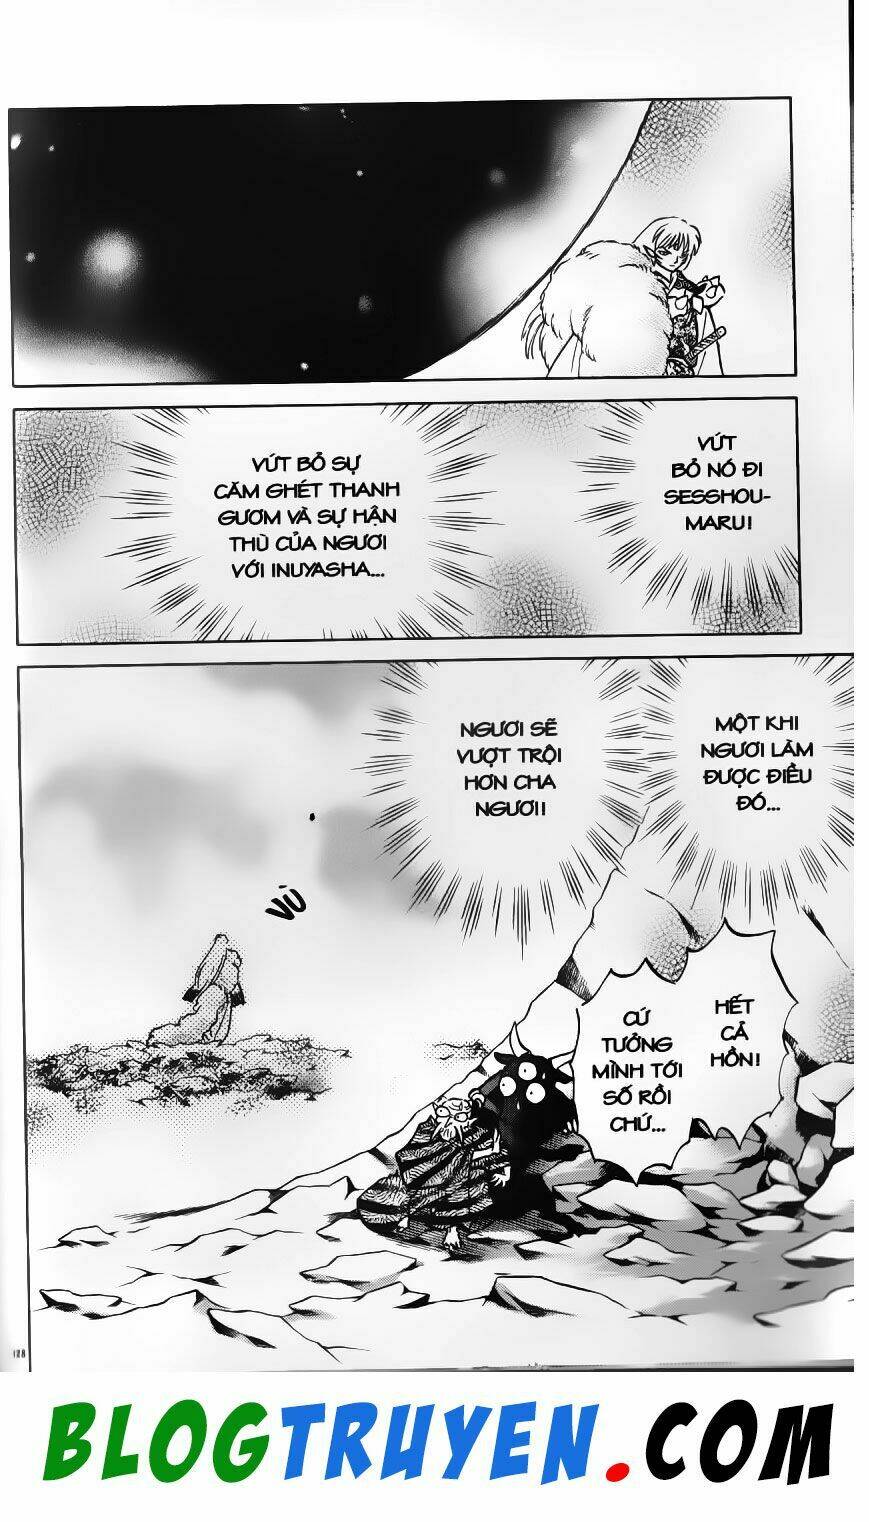 VỨT
BỎ NÓ ĐI
SESSHOU-
MARU!
VỨT BỎ SỰ
CĂM GHÉT THANH
GƯƠM VÀ SỰ HẬN
THÙ CỦA NGƯƠI
VỚI INUYASHA...
MỘT KHI
NGƯƠI LÀM
ĐƯỢC ĐIỀU
ĐÓ...
NGƯƠI SẼ
VƯỢT TRỘI
HƠN CHA
NGƯƠI!
VÙ
HẾT
CẢ
HỒN!
CỨ
TƯỞNG
MÌNH TỚI
SỐ RỒI
CHỨ...
128
BLOGTRUYEN.COM